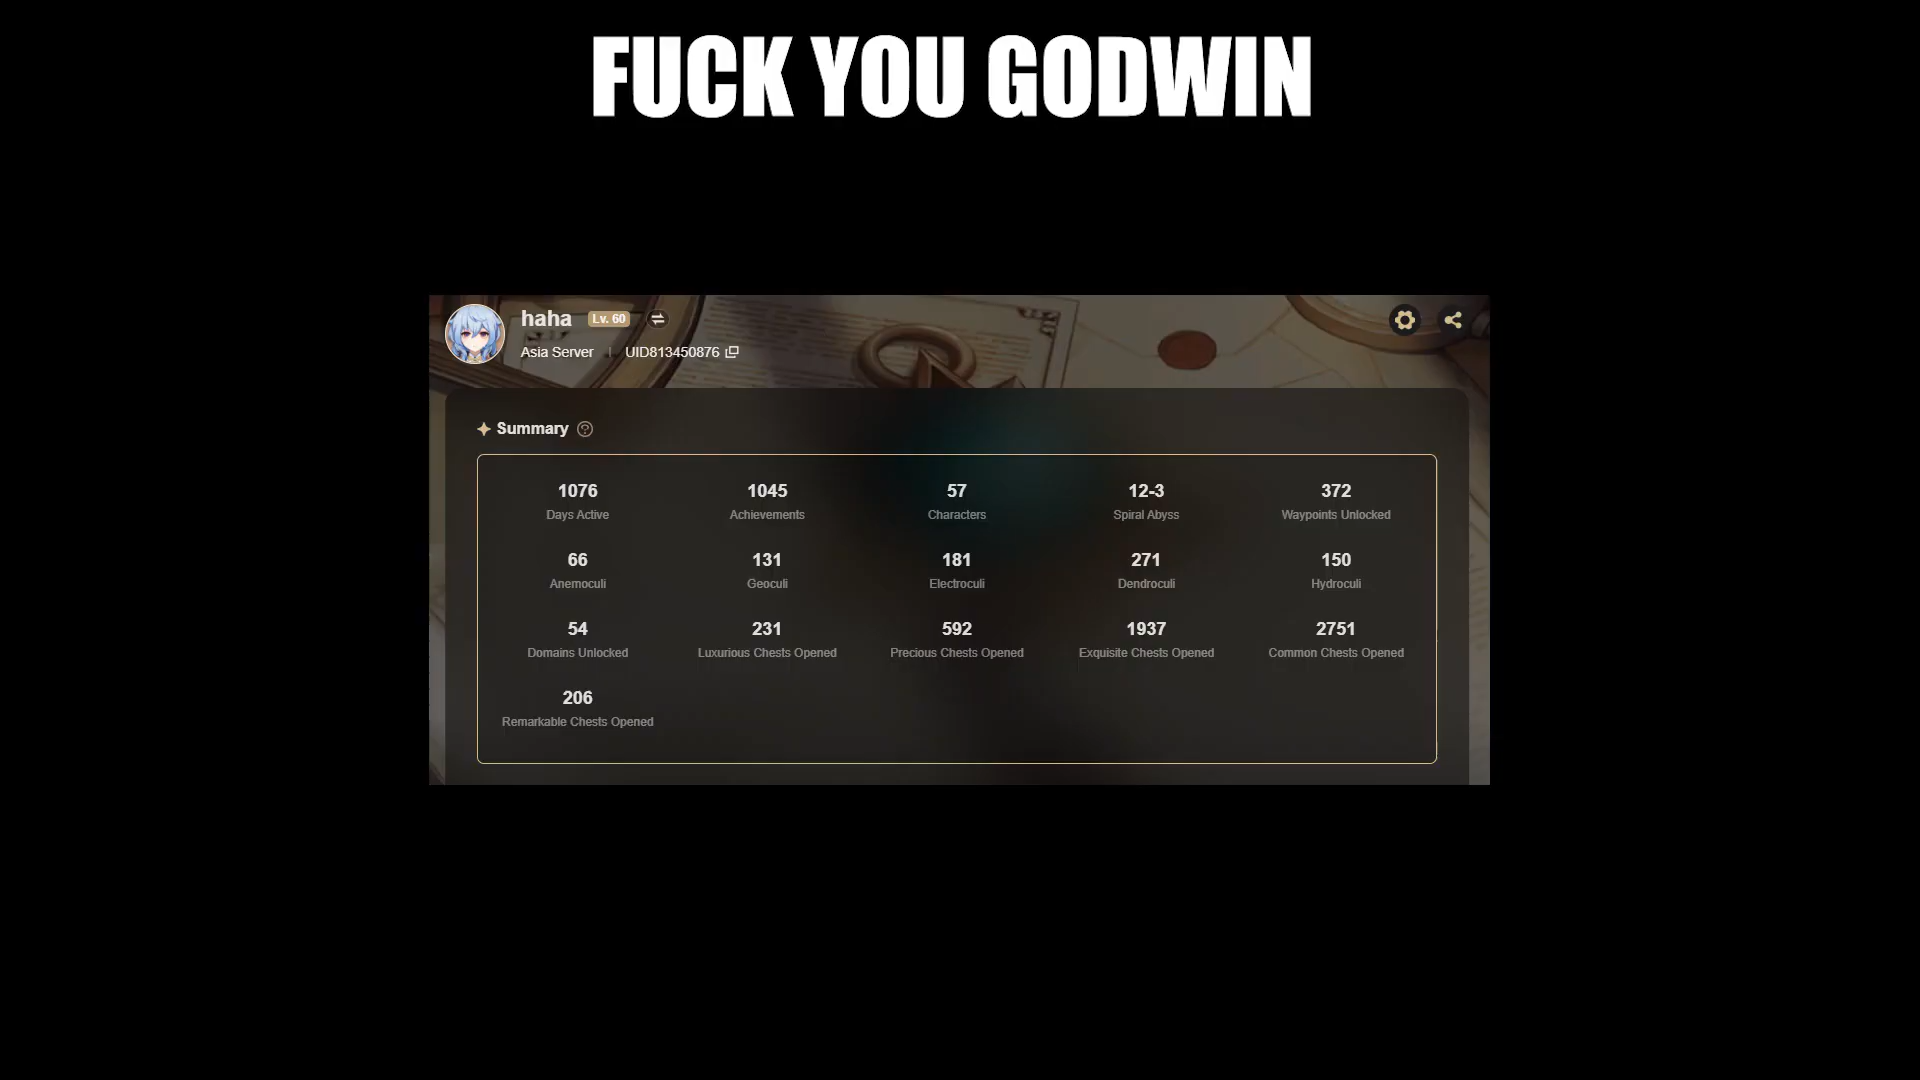 FUCK YOU GODWIN
haha Lv. 60
Asia Server | UID813450876
Summary
1076 1045 57 12-3 372
Days Active Achievements Characters Spiral Abyss Waypoints Unlocked
66 131 181 271 150
Anemoculi Geoculi Electroculi Dendroculi Hydroculi
54 231 592 1937 2751
Domains Unlocked Luxurious Chests Opened Precious Chests Opened Exquisite Chests Opened Common Chests Opened
206
Remarkable Chests Opened